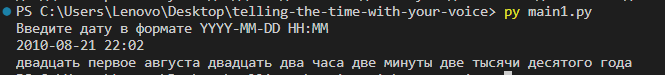 PS C:\Users\Lenovo\Desktop\telling-the-time-with-your-voice> py main1.py
Введите дату в формате YYYY-MM-DD HH:MM
2010-08-21 22:02
двадцать первое августа двадцать два часа две минуты две тысячи десятого года